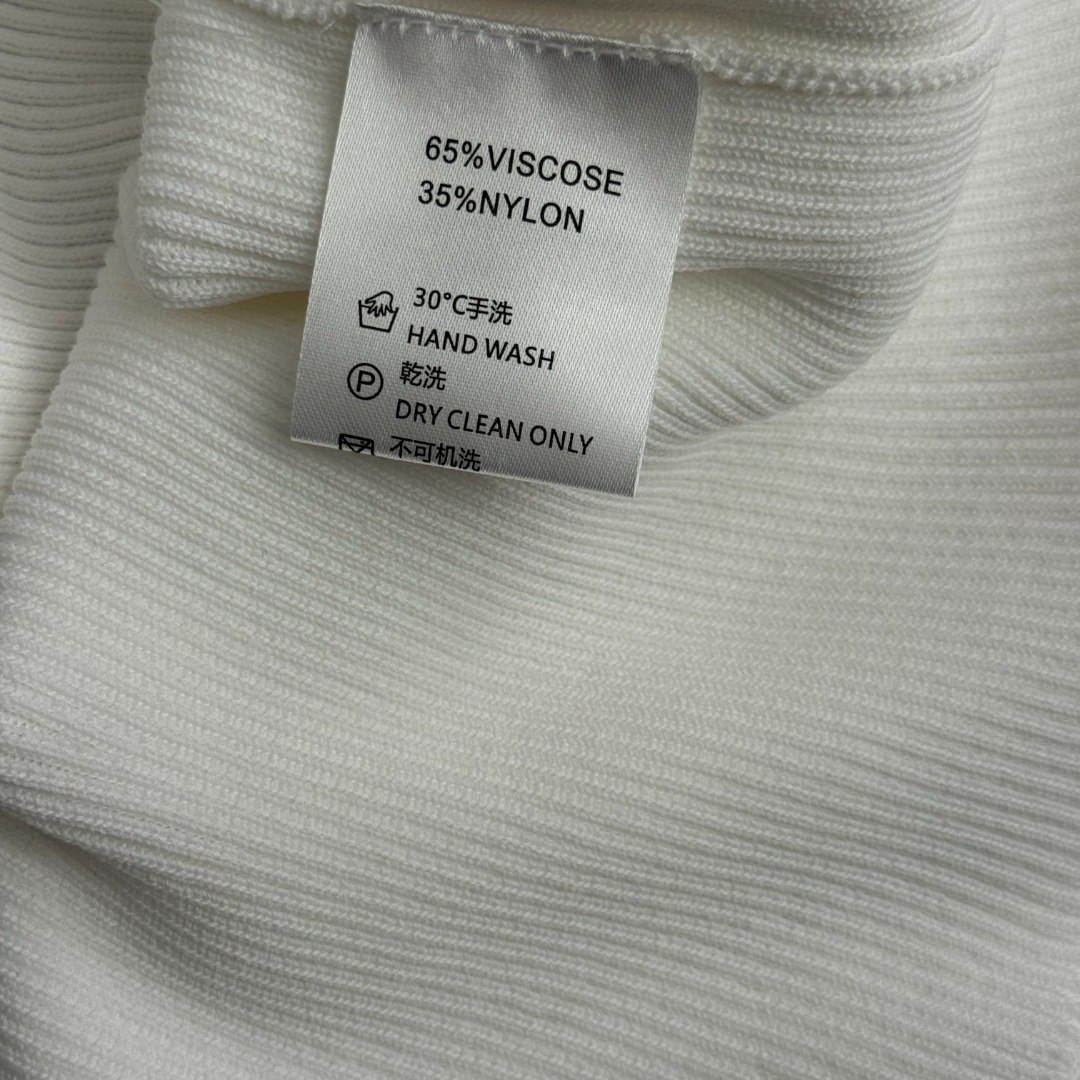 65%VISCOSE
35%NYLON
30°C手洗
HAND WASH
P
乾洗
DRY CLEAN ONLY
不可机洗